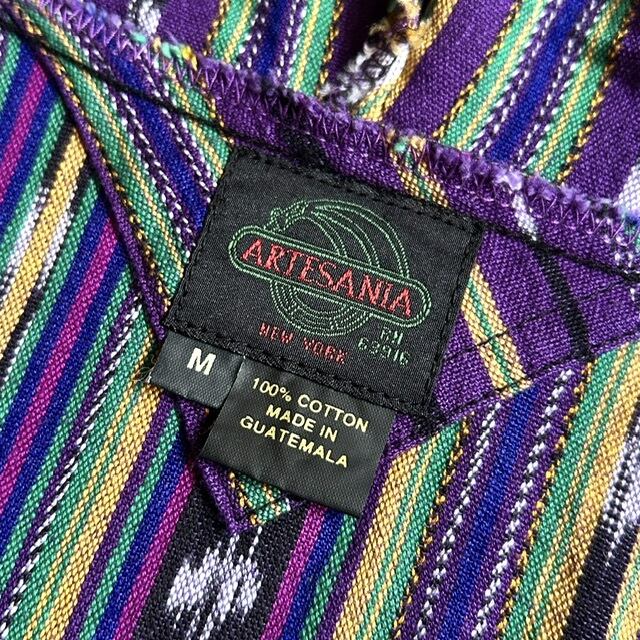 ARTESANIA
NEW YORK
RN
63916
M
100% COTTON
MADE IN
GUATEMALA